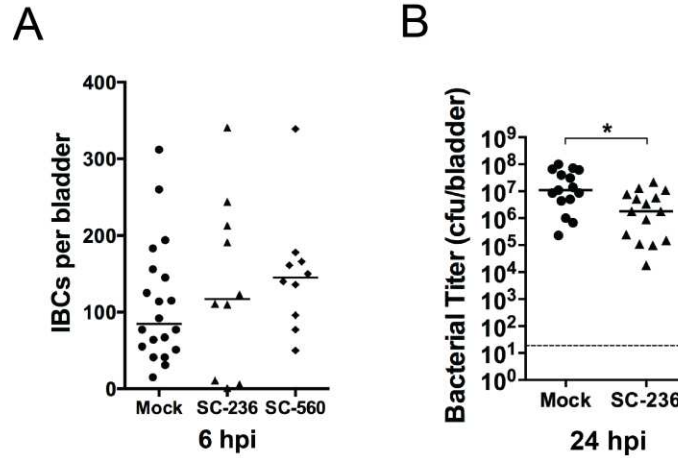 A
IBCs per bladder
400
300
200
100
0
Mock SC-236 SC-560
6 hpi
B
Bacterial Titer (cfu/bladder)
*
10⁹
10⁸
10⁷
10⁶
10⁵
10⁴
10³
10²
10¹
10⁰
Mock SC-236
24 hpi